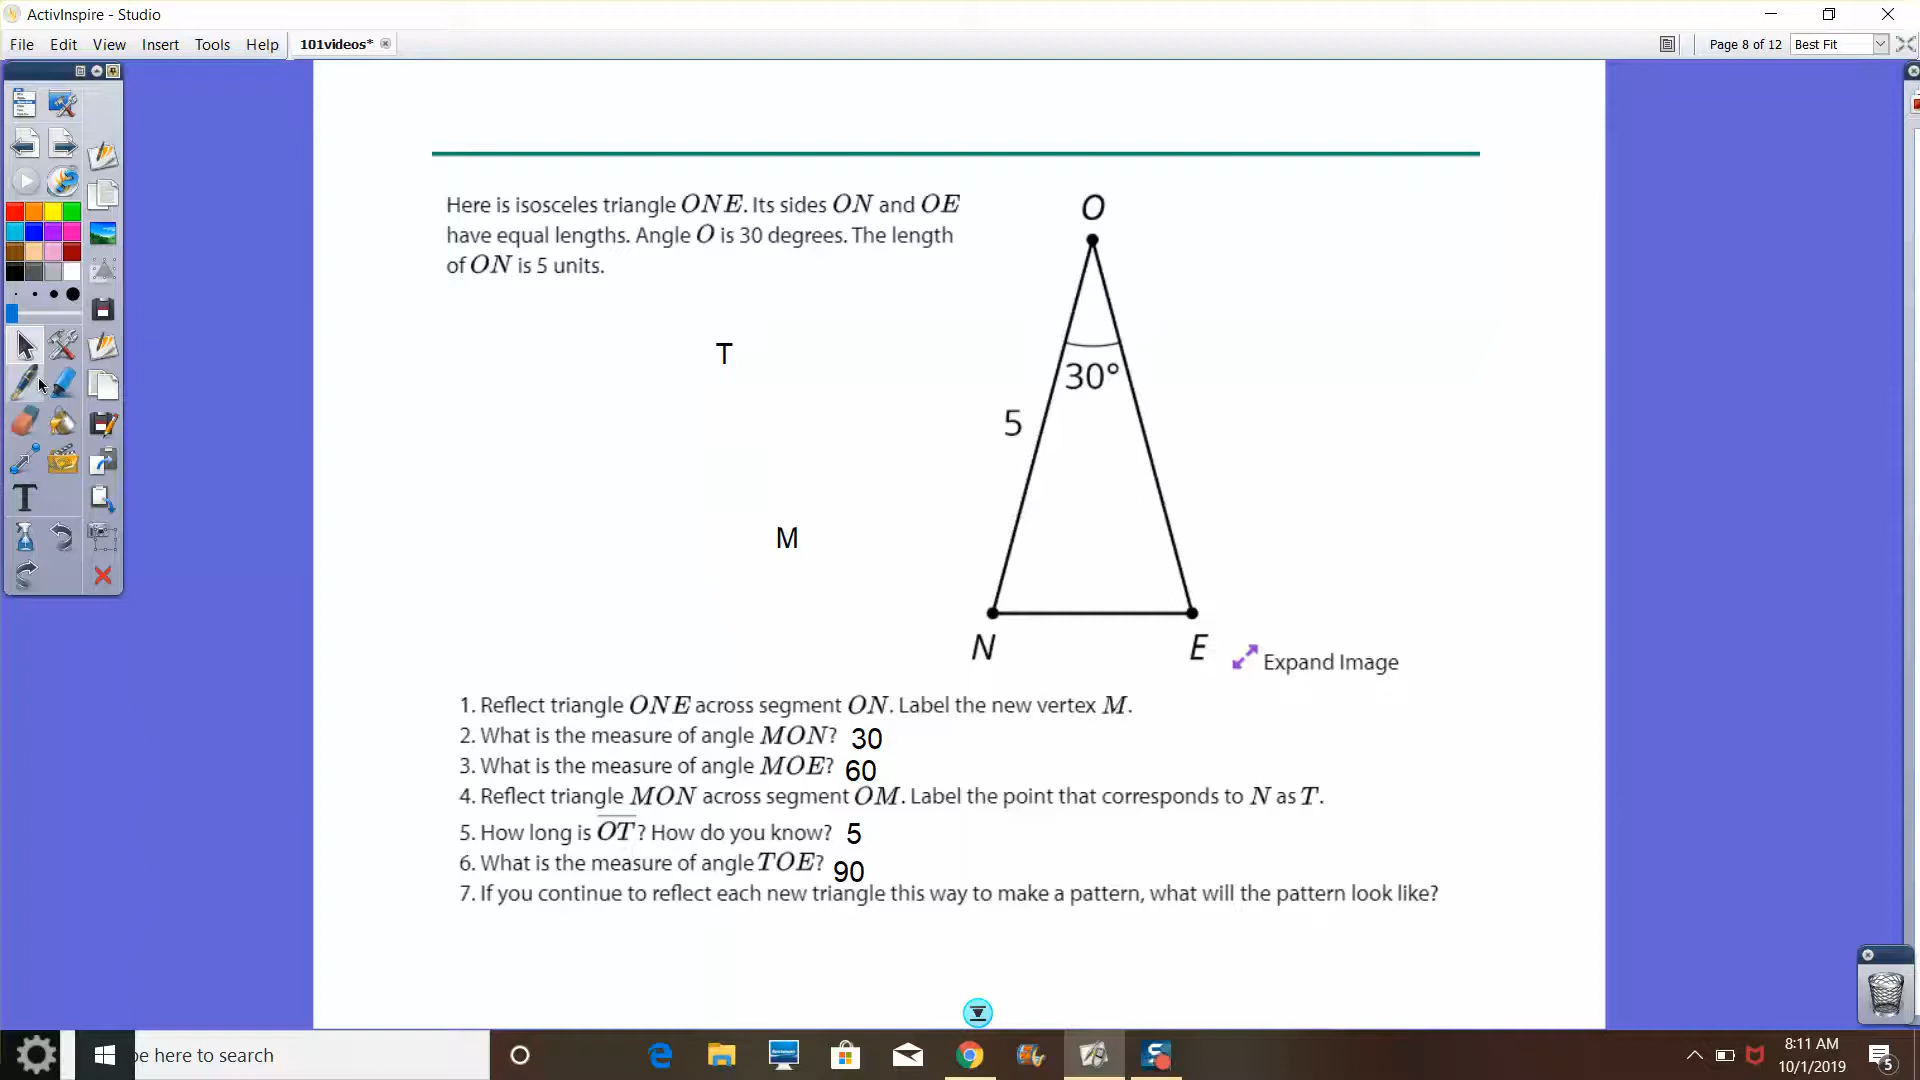 ActivInspire - Studio
File Edit View Insert Tools Help 101videos* Page 8 of 12 Best Fit
Here is isosceles triangle ONE. Its sides ON and OE
have equal lengths. Angle O is 30 degrees. The length
of ON is 5 units.
O
T
30°
5
M
N E
Expand Image
1. Reflect triangle ONE across segment ON. Label the new vertex M.
2. What is the measure of angle MON? 30
3. What is the measure of angle MOE? 60
4. Reflect triangle MON across segment OM. Label the point that corresponds to N as T.
5. How long is OT? How do you know? 5
6. What is the measure of angle TOE? 90
7. If you continue to reflect each new triangle this way to make a pattern, what will the pattern look like?
pe here to search
8:11 AM
10/1/2019
5